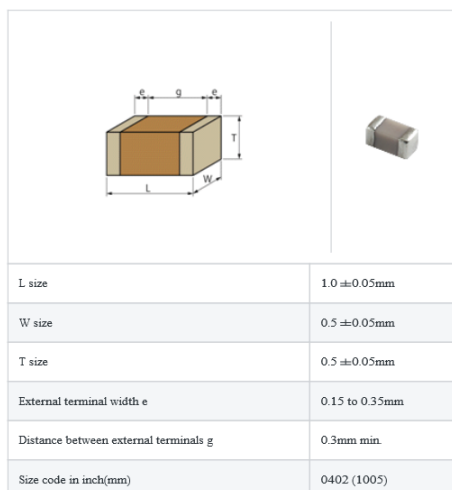 e g e
T
W
L
L size 1.0 ±0.05mm
W size 0.5 ±0.05mm
T size 0.5 ±0.05mm
External terminal width e 0.15 to 0.35mm
Distance between external terminals g 0.3mm min.
Size code in inch(mm) 0402 (1005)